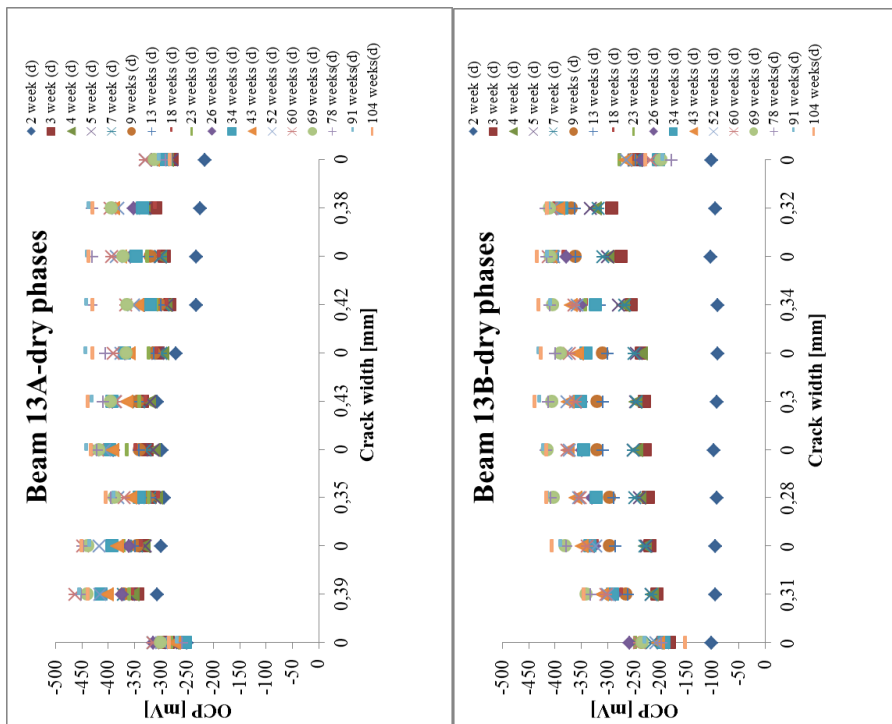 Beam 13A-dry phases
OCP [mV]
-500
-450
-400
-350
-300
-250
-200
-150
-100
-50
0
0 0,39 0 0,35 0 0,43 0 0,42 0 0,38 0
Crack width [mm]
2 week (d)
3 week (d)
4 week (d)
5 week (d)
7 week (d)
9 weeks (d)
13 weeks (d)
18 weeks (d)
23 weeks (d)
26 weeks (d)
34 weeks (d)
43 weeks (d)
52 weeks (d)
60 weeks (d)
69 weeks (d)
78 weeks(d)
91 weeks(d)
104 weeks(d)
Beam 13B-dry phases
OCP [mV]
-500
-450
-400
-350
-300
-250
-200
-150
-100
-50
0
0 0,31 0 0,28 0 0,3 0 0,34 0 0,32 0
Crack width [mm]
2 week (d)
3 week (d)
4 week (d)
5 week (d)
7 week (d)
9 weeks (d)
13 weeks (d)
18 weeks (d)
23 weeks (d)
26 weeks (d)
34 weeks (d)
43 weeks (d)
52 weeks (d)
60 weeks (d)
69 weeks (d)
78 weeks(d)
91 weeks(d)
104 weeks(d)